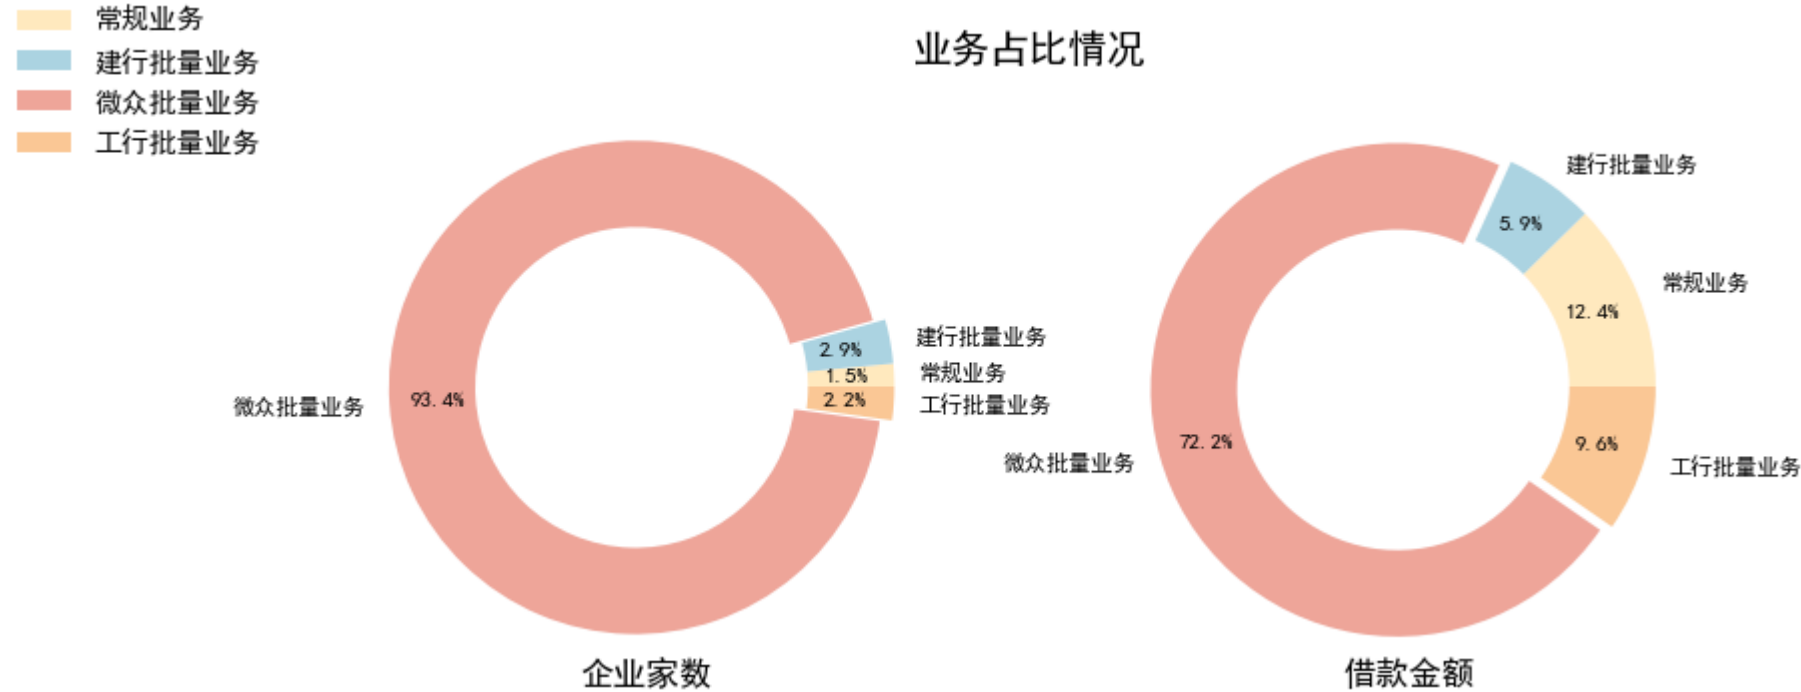 常规业务
建行批量业务
微众批量业务
工行批量业务
业务占比情况
建行批量业务
2.9%
常规业务
1.5%
工行批量业务
2.2%
微众批量业务
93.4%
企业家数
建行批量业务
5.9%
常规业务
12.4%
微众批量业务
72.2%
工行批量业务
9.6%
借款金额